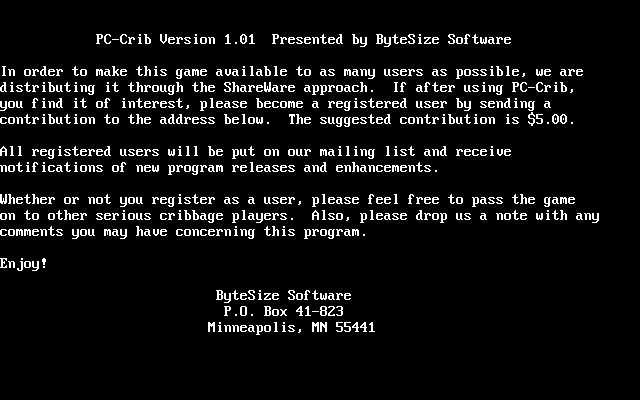 PC-Crib Version 1.01  Presented by ByteSize Software
In order to make this game available to as many users as possible, we are
distributing it through the ShareWare approach.  If after using PC-Crib,
you find it of interest, please become a registered user by sending a
contribution to the address below.  The suggested contribution is $5.00.
All registered users will be put on our mailing list and receive
notifications of new program releases and enhancements.
Whether or not you register as a user, please feel free to pass the game
on to other serious cribbage players.  Also, please drop us a note with any
comments you may have concerning this program.
Enjoy!
ByteSize Software
P.O. Box 41-823
Minneapolis, MN 55441